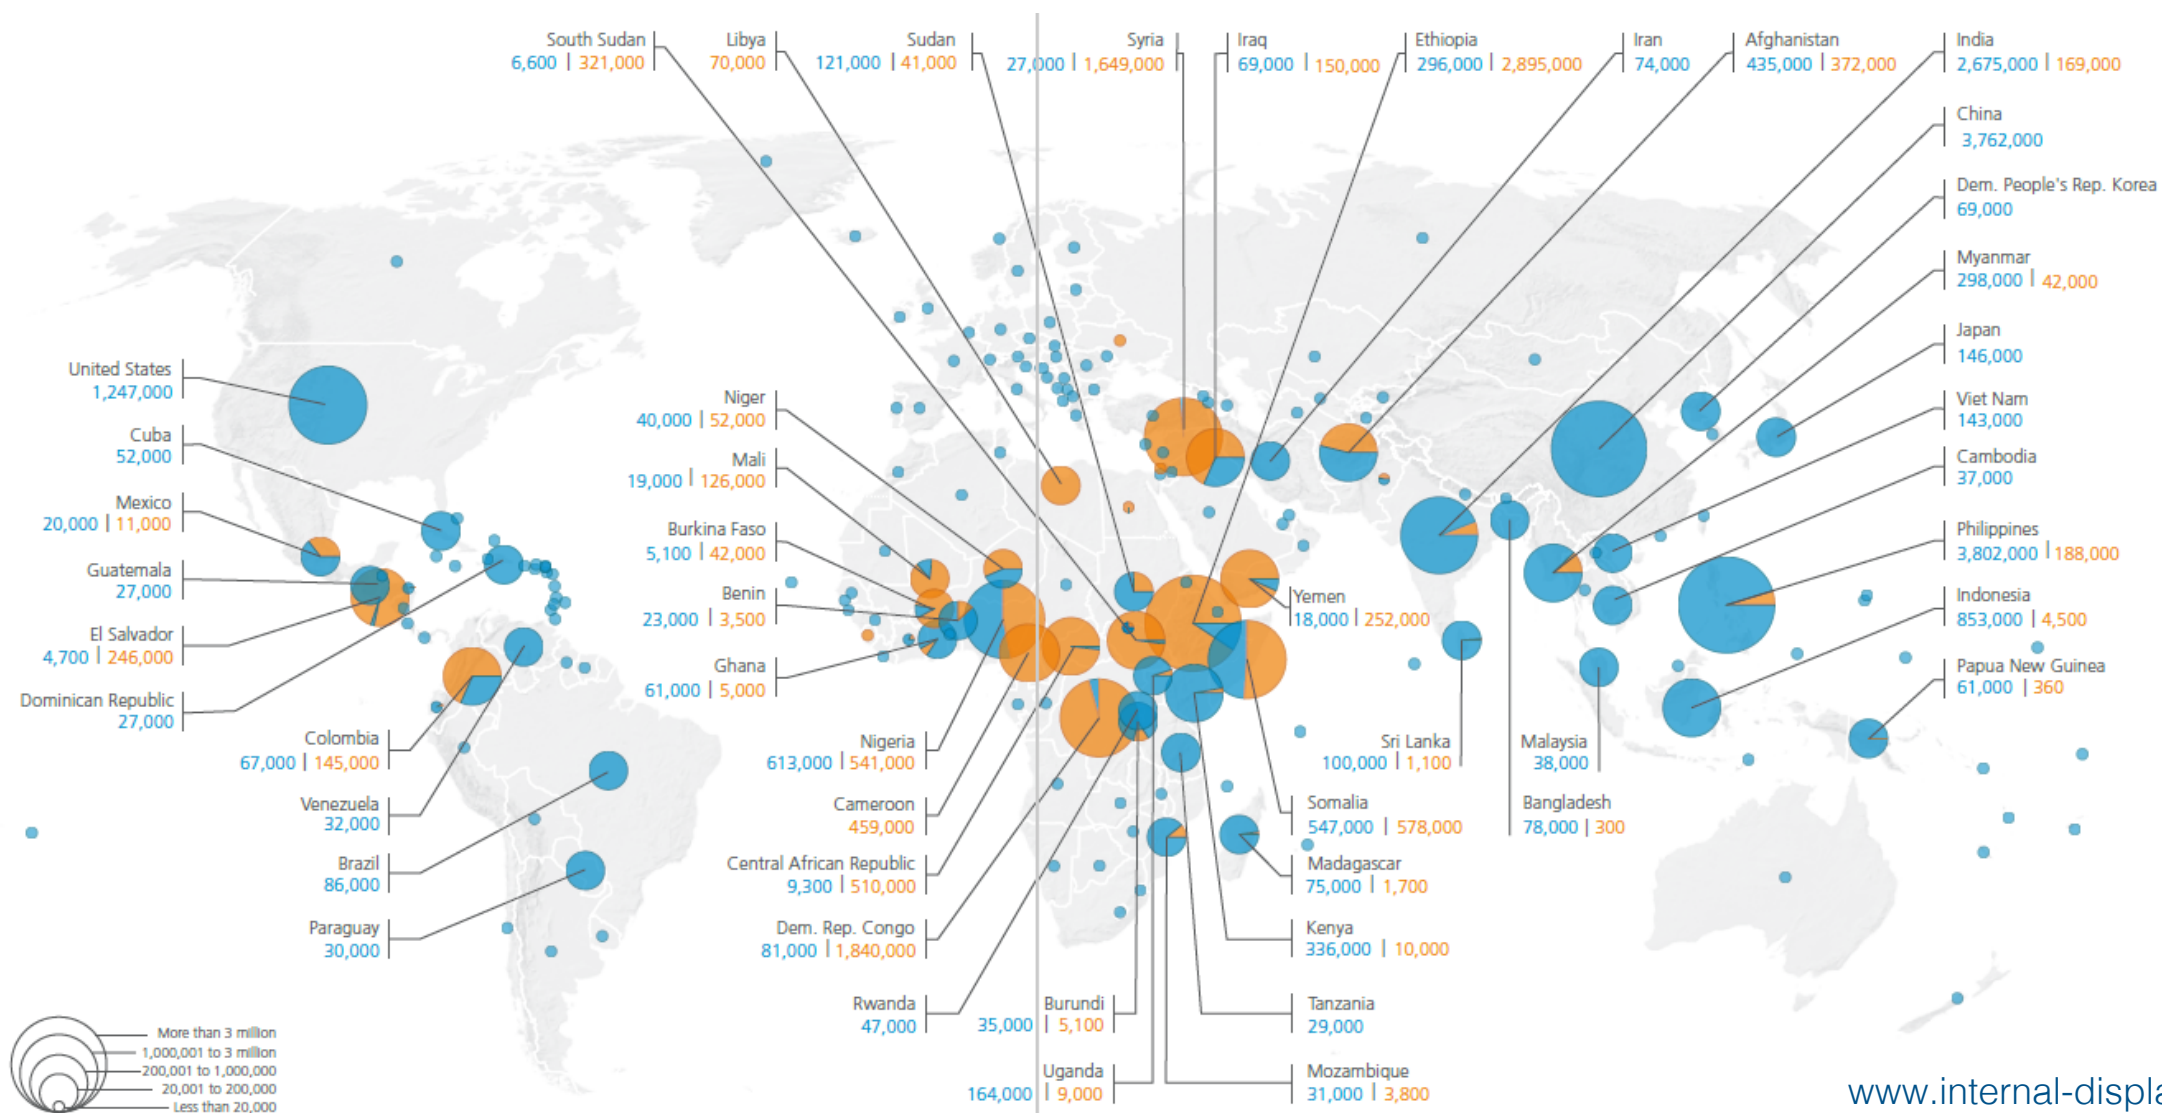 South Sudan
6,600 | 321,000
Libya
70,000
Sudan
121,000 | 41,000
Syria
27,000 | 1,649,000
Iraq
69,000 | 150,000
Ethiopia
296,000 | 2,895,000
Iran
74,000
Afghanistan
435,000 | 372,000
India
2,675,000 | 169,000
China
3,762,000
Dem. People's Rep. Korea
69,000
Myanmar
298,000 | 42,000
Japan
146,000
Viet Nam
143,000
Cambodia
37,000
Philippines
3,802,000 | 188,000
Indonesia
853,000 | 4,500
Papua New Guinea
61,000 | 360
United States
1,247,000
Cuba
52,000
Mexico
20,000 | 11,000
Guatemala
27,000
El Salvador
4,700 | 246,000
Dominican Republic
27,000
Colombia
67,000 | 145,000
Venezuela
32,000
Brazil
86,000
Paraguay
30,000
Niger
40,000 | 52,000
Mali
19,000 | 126,000
Burkina Faso
5,100 | 42,000
Benin
23,000 | 3,500
Ghana
61,000 | 5,000
Nigeria
613,000 | 541,000
Cameroon
459,000
Central African Republic
9,300 | 510,000
Dem. Rep. Congo
81,000 | 1,840,000
Rwanda
47,000
Burundi
35,000 | 5,100
Uganda
164,000 | 9,000
Yemen
18,000 | 252,000
Sri Lanka
100,000 | 1,100
Malaysia
38,000
Bangladesh
78,000 | 300
Somalia
547,000 | 578,000
Madagascar
75,000 | 1,700
Kenya
336,000 | 10,000
Tanzania
29,000
Mozambique
31,000 | 3,800
More than 3 million
1,000,001 to 3 million
200,001 to 1,000,000
20,001 to 200,000
Less than 20,000
www.internal-displa